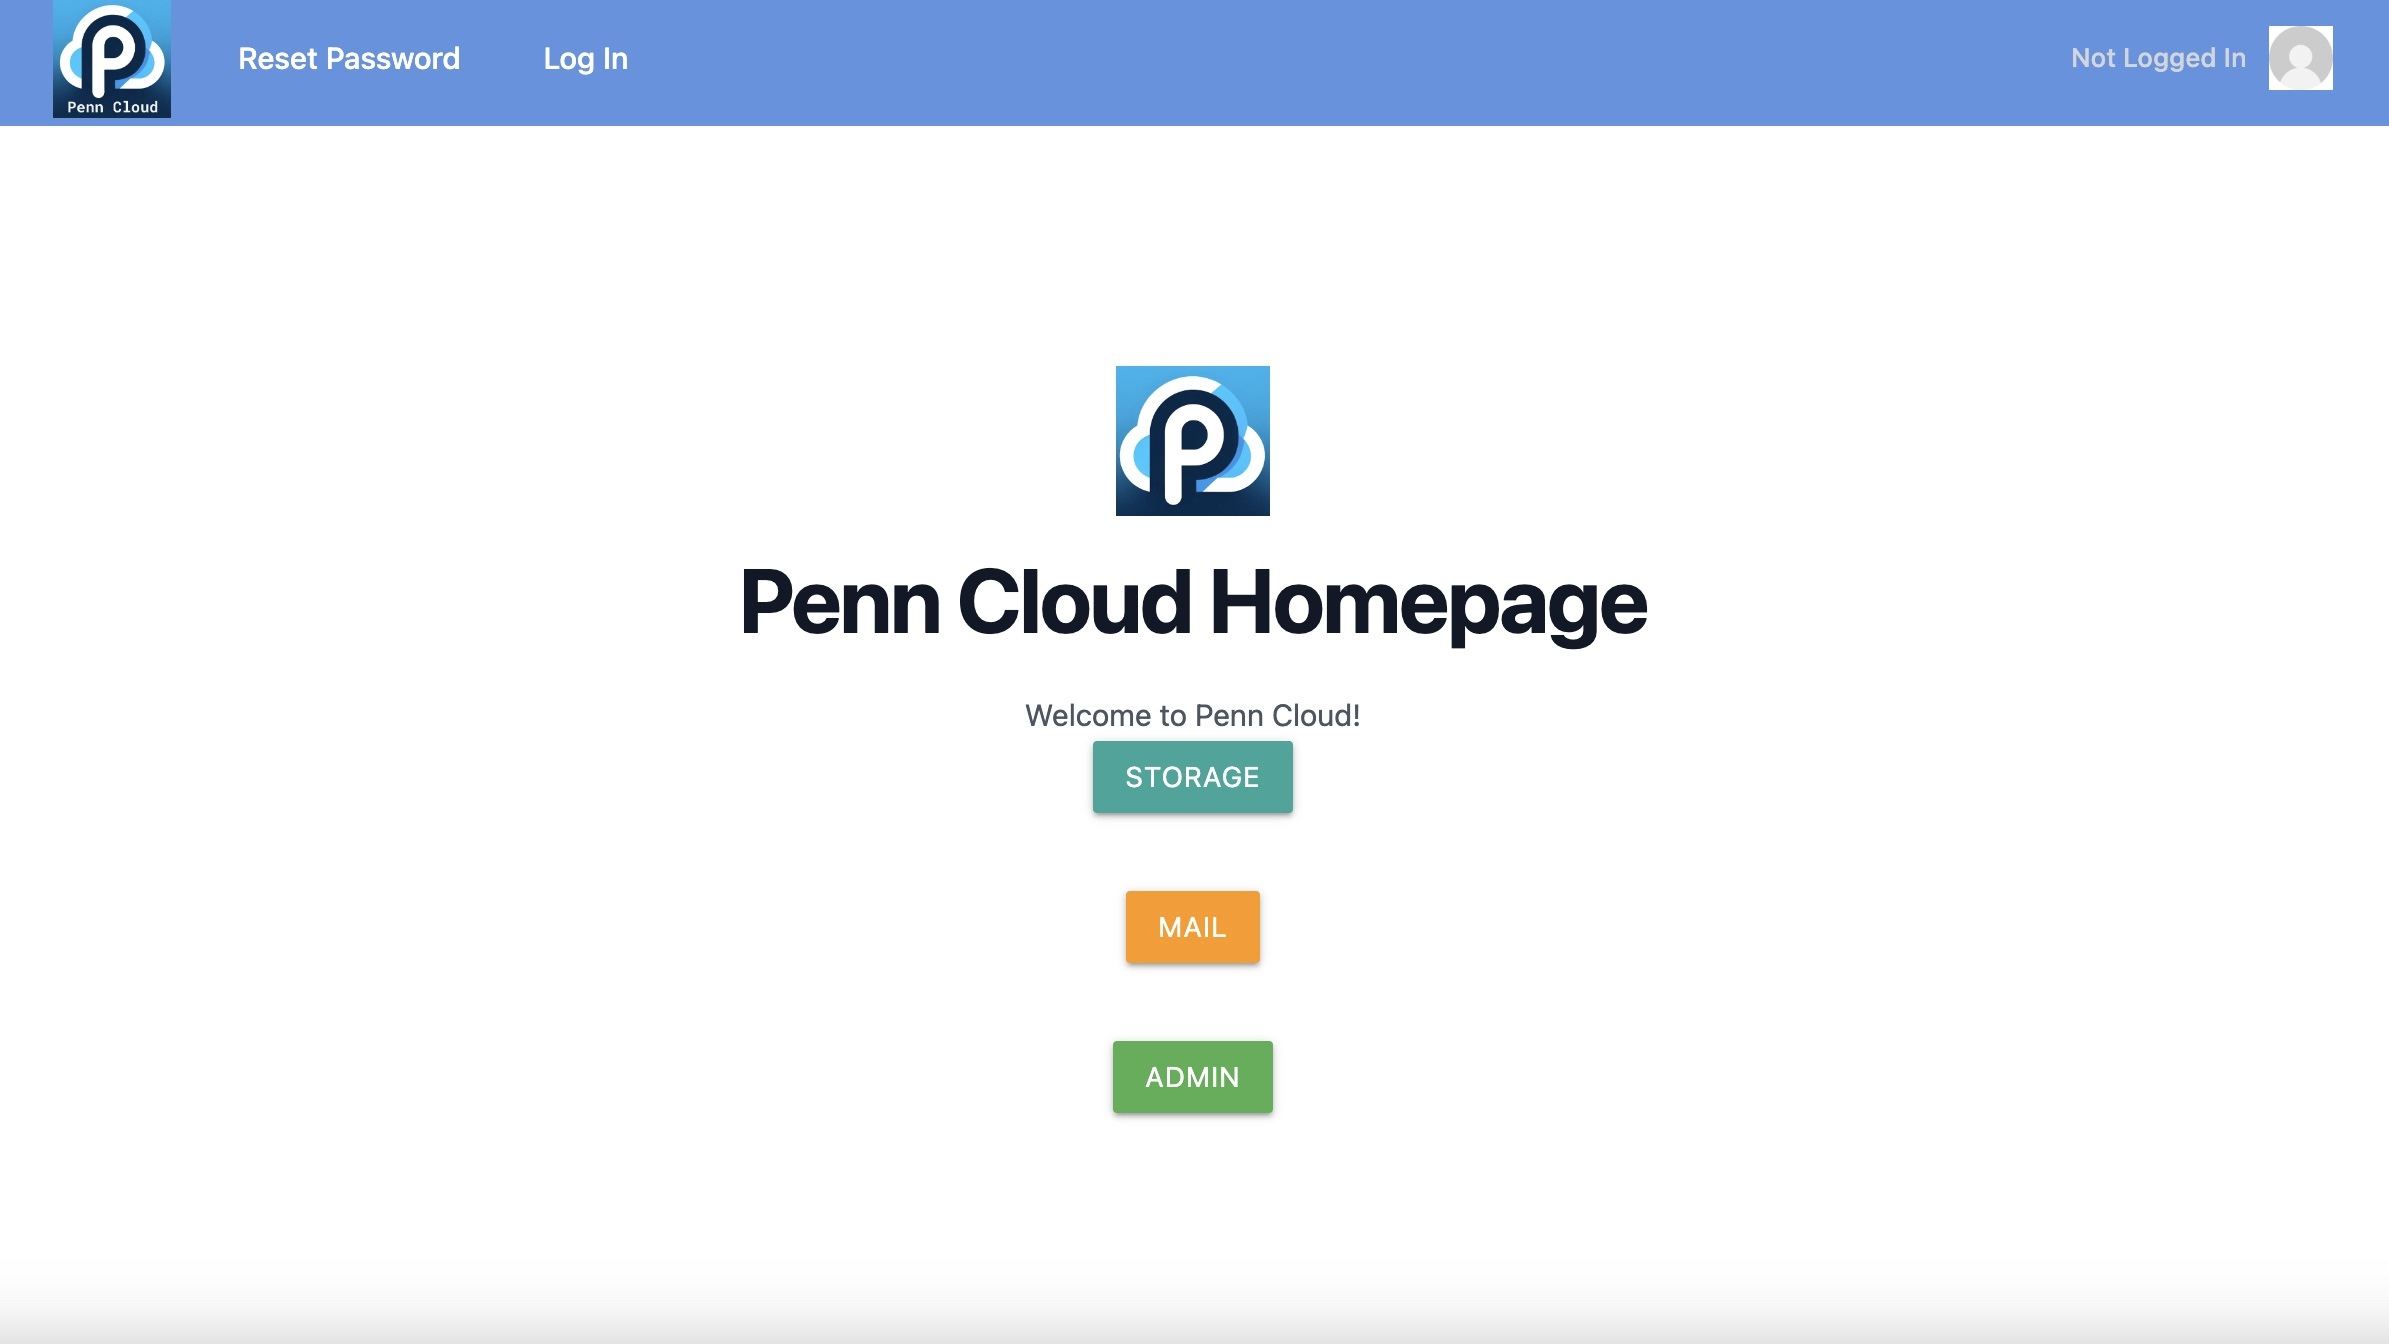 Penn Cloud
Reset Password
Log In
Not Logged In
Penn Cloud Homepage
Welcome to Penn Cloud!
STORAGE
MAIL
ADMIN